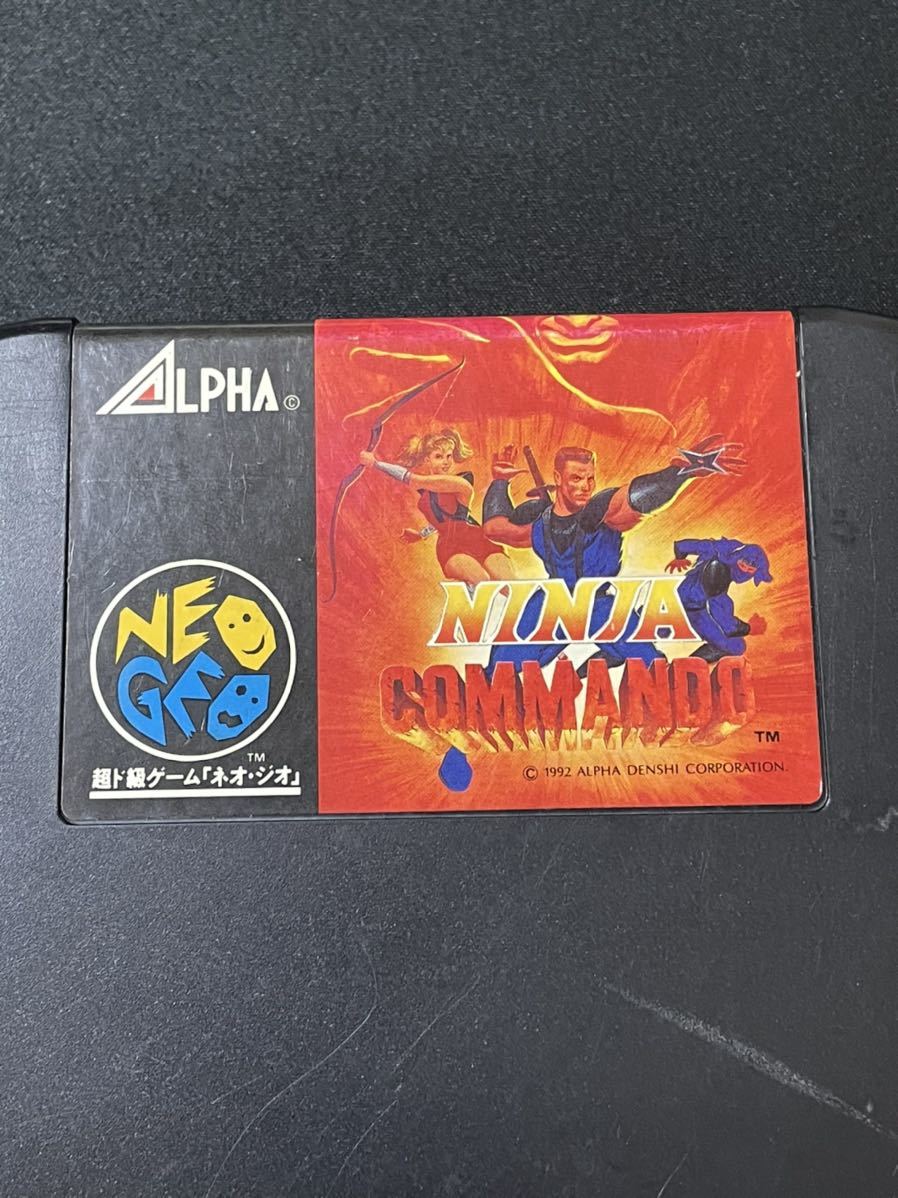 ALPHA ©
NEO
GEO
TM
超ド級ゲーム「ネオ・ジオ」
NINJA
COMMANDO
TM
© 1992 ALPHA DENSHI CORPORATION.